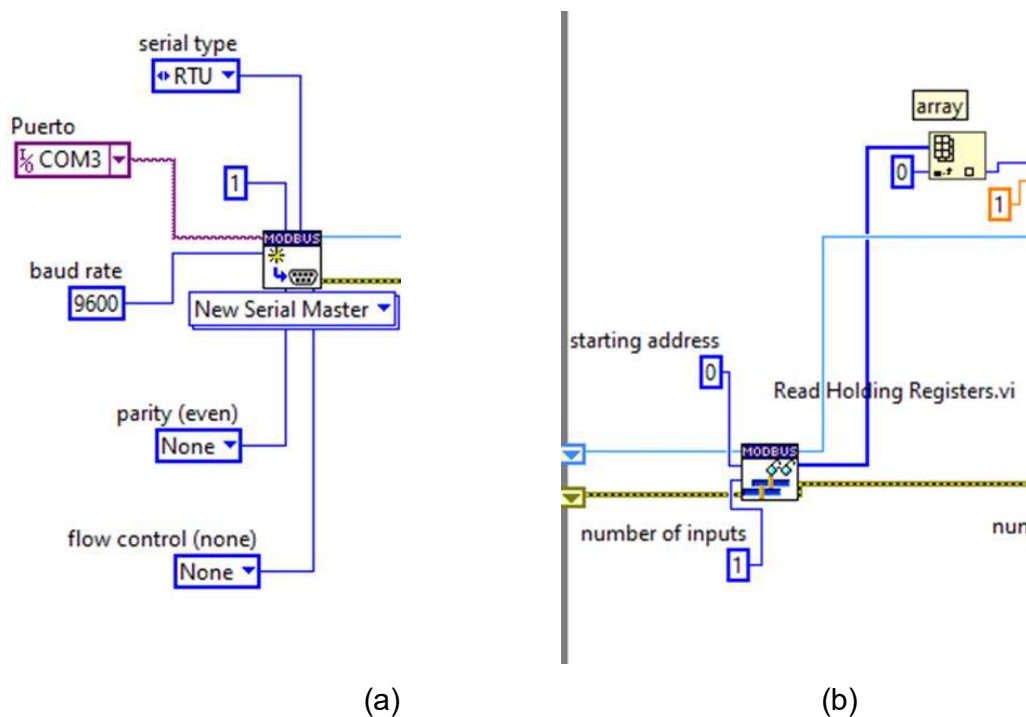 serial type
RTU
Puerto
COM3
1
MODBUS
baud rate
9600
New Serial Master
parity (even)
None
flow control (none)
None
(a)
array
0
1
starting address
0
Read Holding Registers.vi
MODBUS
number of inputs
1
num
(b)